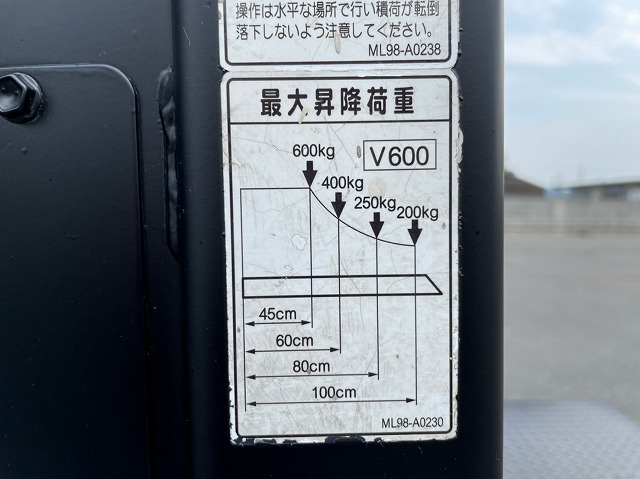 操作は水平な場所で行い積荷が転倒
落下しないよう注意してください。
ML98-A0238
最大昇降荷重
V600
600kg
400kg
250kg
200kg
45cm
60cm
80cm
100cm
ML98-A0230